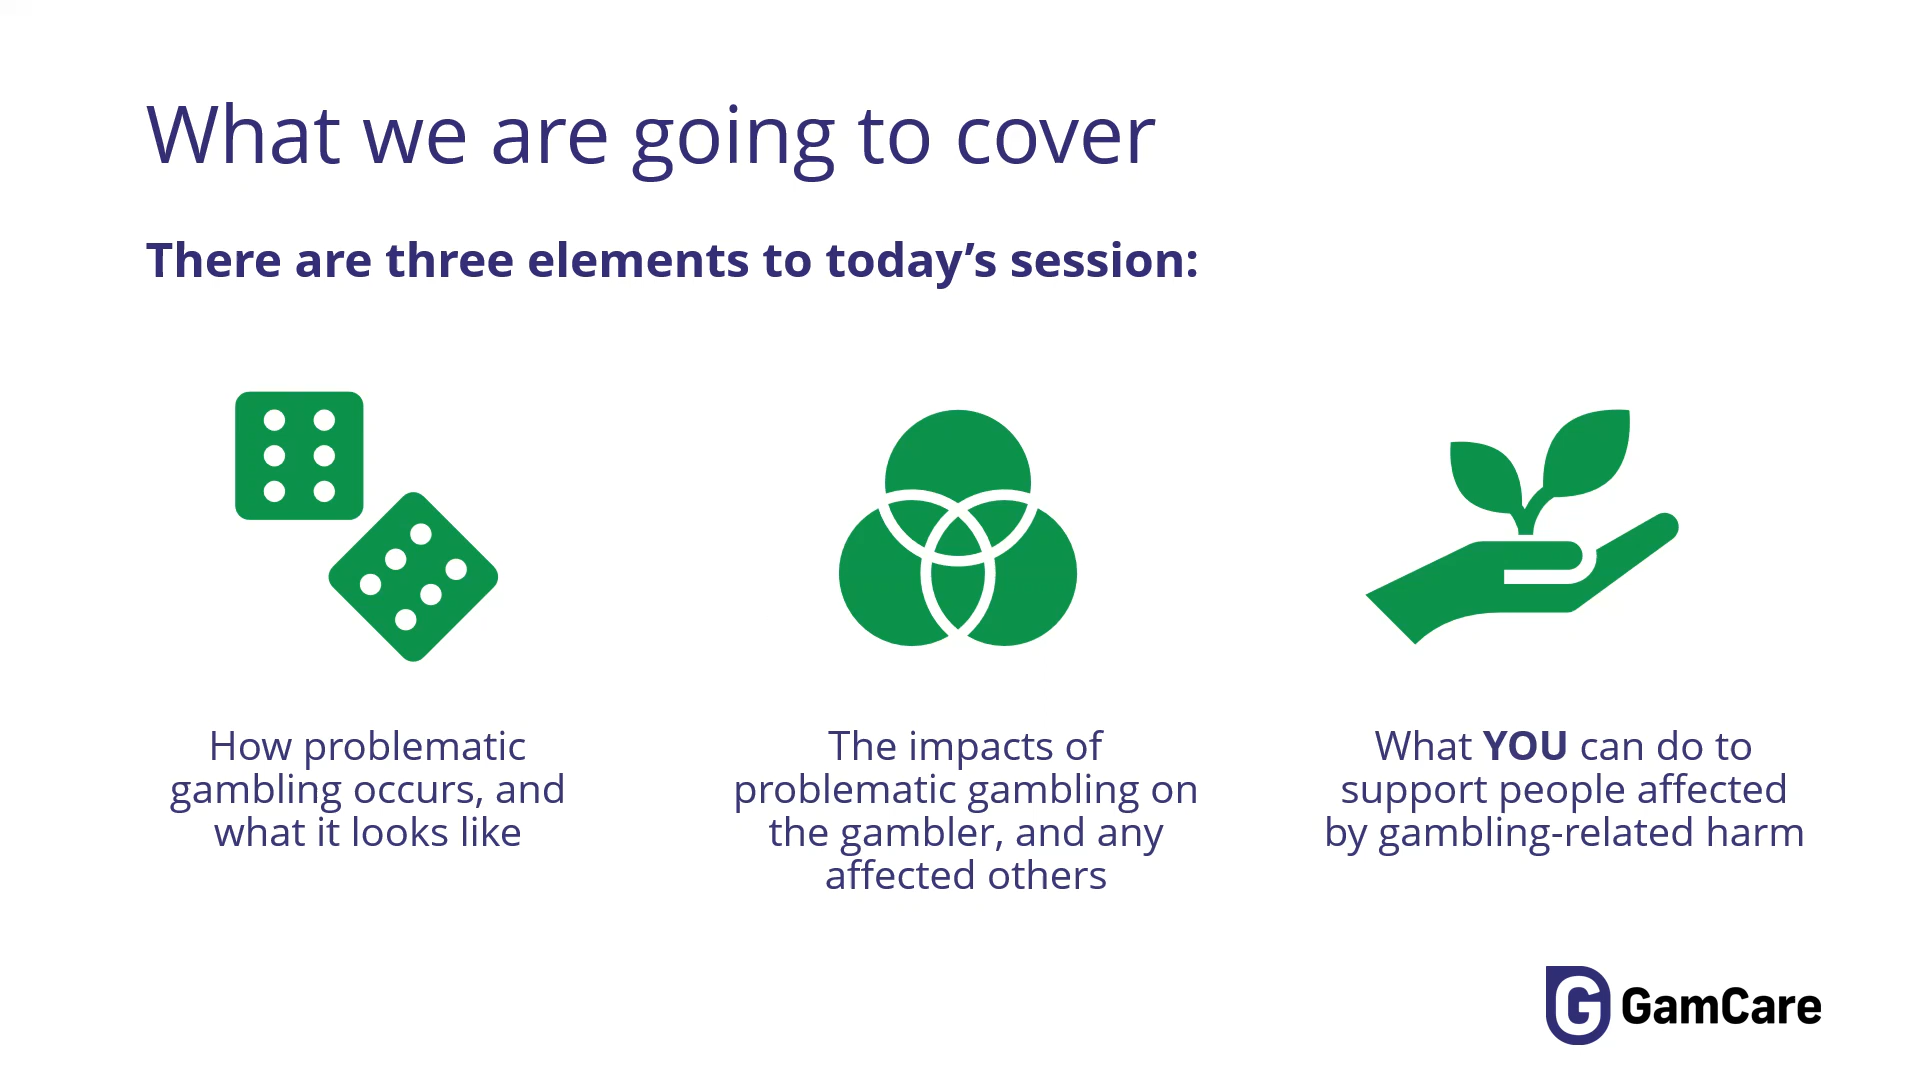 What we are going to cover
There are three elements to today’s session:
How problematic
gambling occurs, and
what it looks like
The impacts of
problematic gambling on
the gambler, and any
affected others
What YOU can do to
support people affected
by gambling-related harm
G GamCare